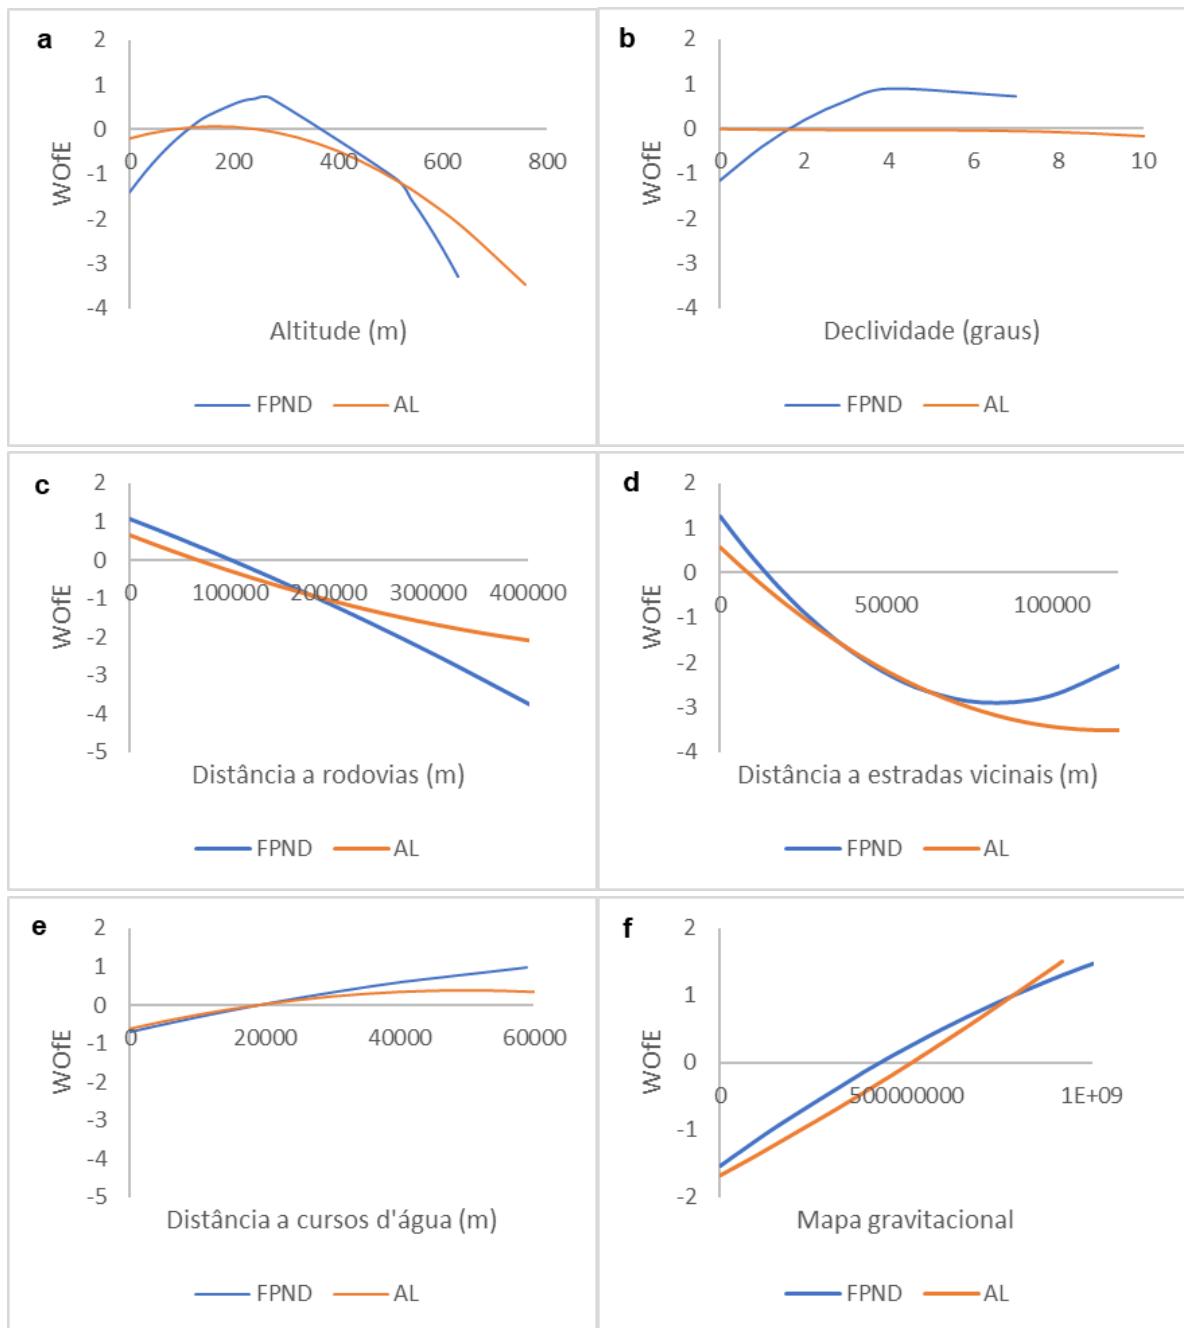 a
2
1
0
-1
-2
-3
-4
0 200 400 600 800
WOfE
Altitude (m)
FPND AL
b
2
1
0
-1
-2
-3
-4
0 2 4 6 8 10
WOfE
Declividade (graus)
FPND AL
c
2
1
0
-1
-2
-3
-4
-5
0 100000 200000 300000 400000
WOfE
Distância a rodovias (m)
FPND AL
d
2
1
0
-1
-2
-3
-4
0 50000 100000
WOfE
Distância a estradas vicinais (m)
FPND AL
e
2
1
0
-1
-2
-3
-4
-5
0 20000 40000 60000
WOfE
Distância a cursos d'água (m)
FPND AL
f
2
1
0
-1
-2
0 500000000 1E+09
WOfE
Mapa gravitacional
FPND AL